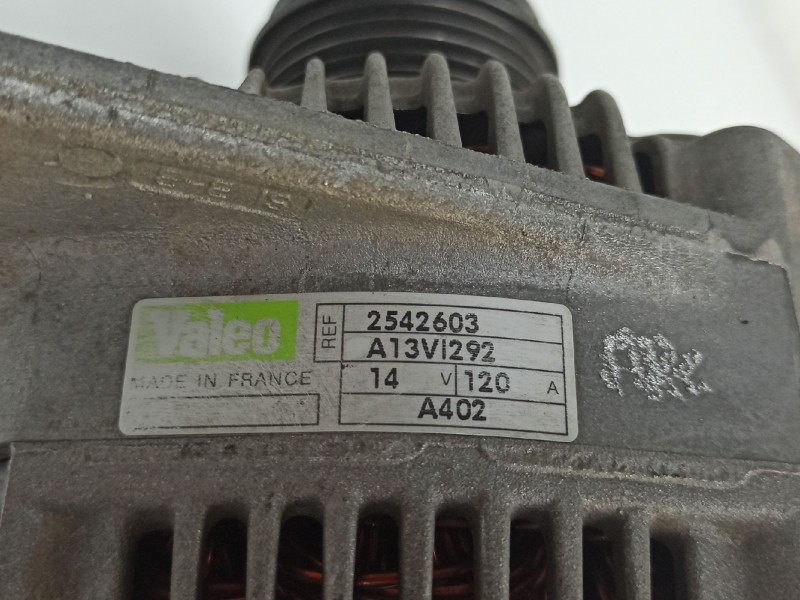 Valeo
MADE IN FRANCE
REF
2542603
A13VI292
14 V 120 A
A402